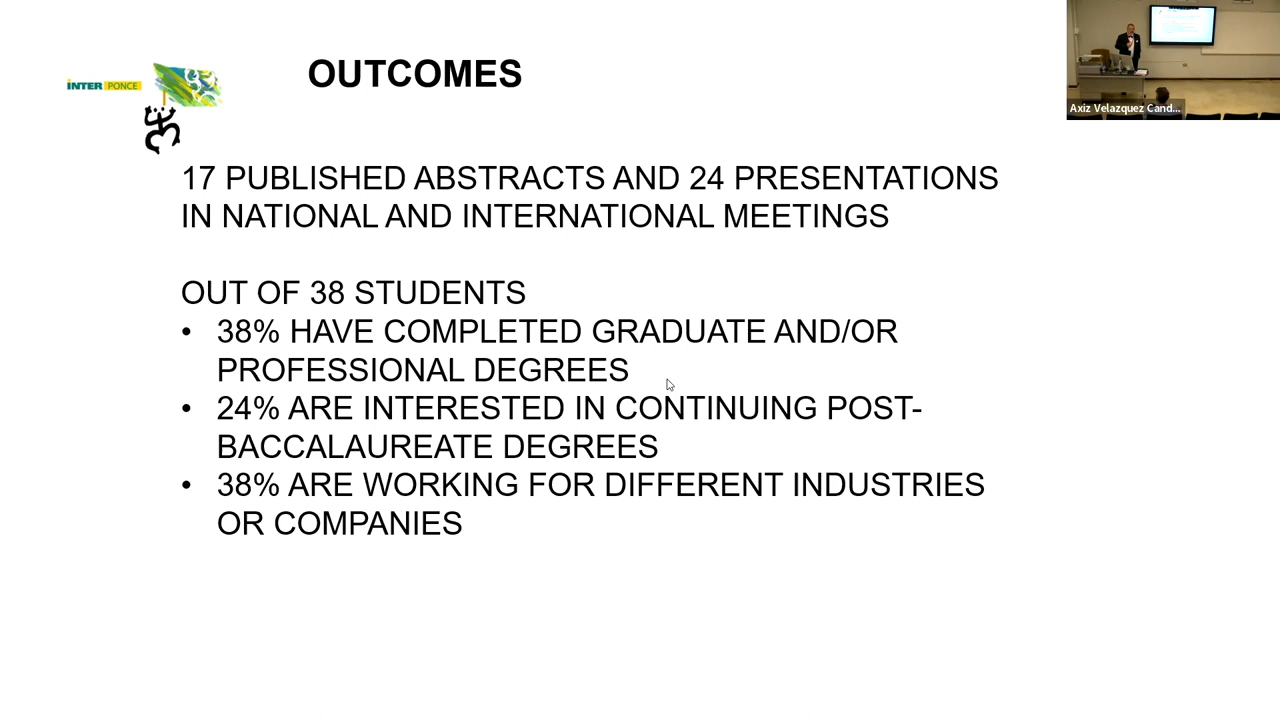 OUTCOMES
INTER PONCE
17 PUBLISHED ABSTRACTS AND 24 PRESENTATIONS
IN NATIONAL AND INTERNATIONAL MEETINGS
OUT OF 38 STUDENTS
• 38% HAVE COMPLETED GRADUATE AND/OR
PROFESSIONAL DEGREES
• 24% ARE INTERESTED IN CONTINUING POST-
BACCALAUREATE DEGREES
• 38% ARE WORKING FOR DIFFERENT INDUSTRIES
OR COMPANIES
Axiz Velazquez Cand...